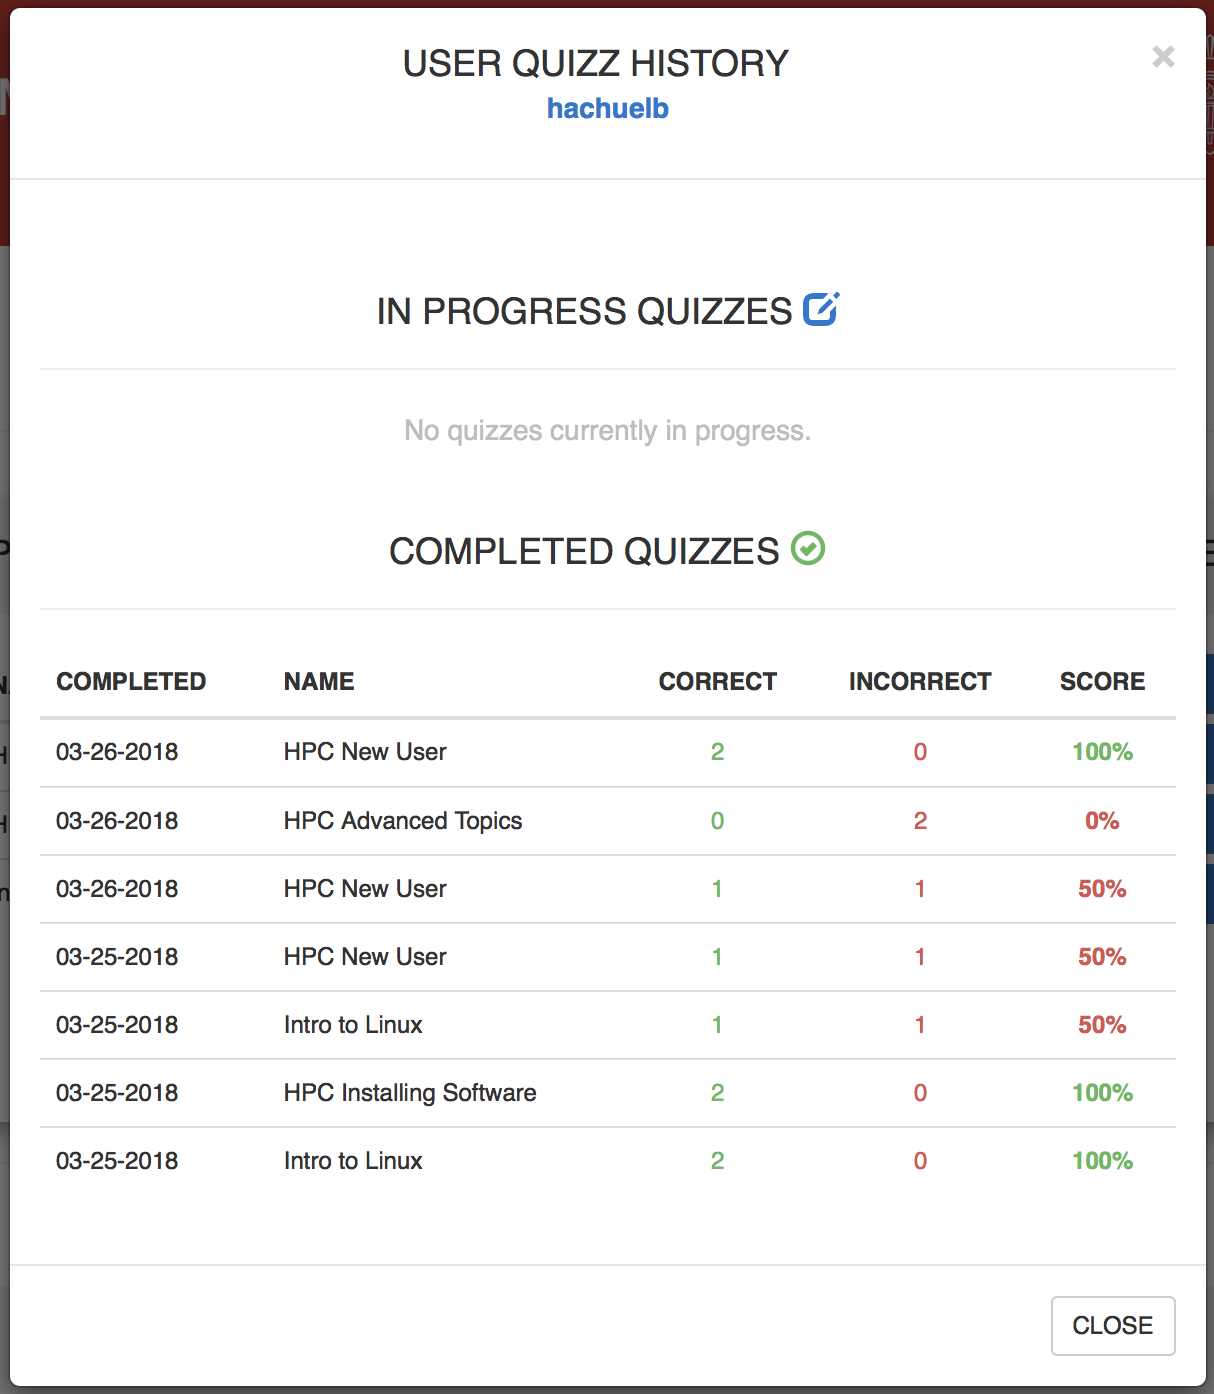 USER QUIZZ HISTORY
hachuelb
IN PROGRESS QUIZZES
No quizzes currently in progress.
COMPLETED QUIZZES
COMPLETED NAME CORRECT INCORRECT SCORE
03-26-2018 HPC New User 2 0 100%
03-26-2018 HPC Advanced Topics 0 2 0%
03-26-2018 HPC New User 1 1 50%
03-25-2018 HPC New User 1 1 50%
03-25-2018 Intro to Linux 1 1 50%
03-25-2018 HPC Installing Software 2 0 100%
03-25-2018 Intro to Linux 2 0 100%
CLOSE